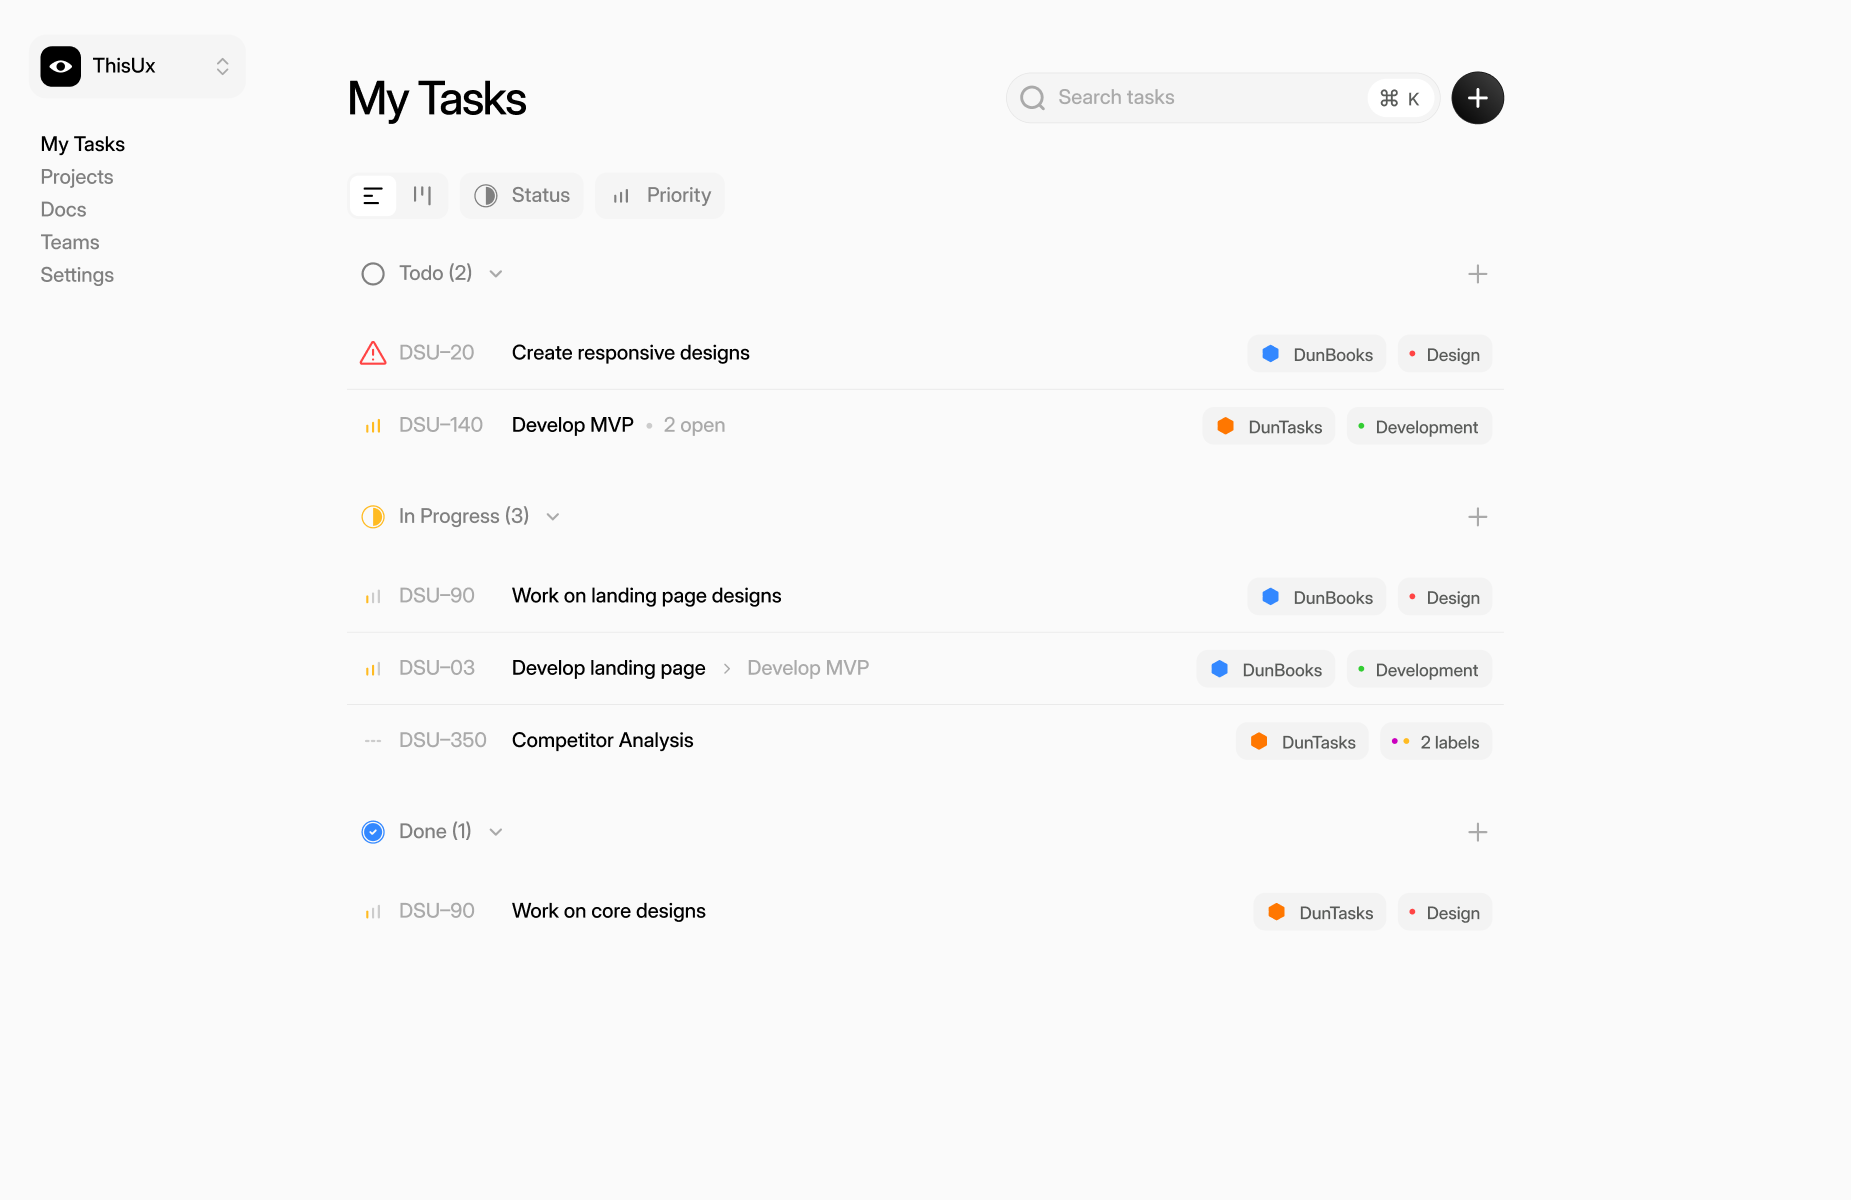 ThisUx
My Tasks
Projects
Docs
Teams
Settings
My Tasks
Search tasks
⌘ K
Status
Priority
Todo (2)
DSU–20 Create responsive designs DunBooks Design
DSU–140 Develop MVP • 2 open DunTasks Development
In Progress (3)
DSU–90 Work on landing page designs DunBooks Design
DSU–03 Develop landing page > Develop MVP DunBooks Development
DSU–350 Competitor Analysis DunTasks 2 labels
Done (1)
DSU–90 Work on core designs DunTasks Design